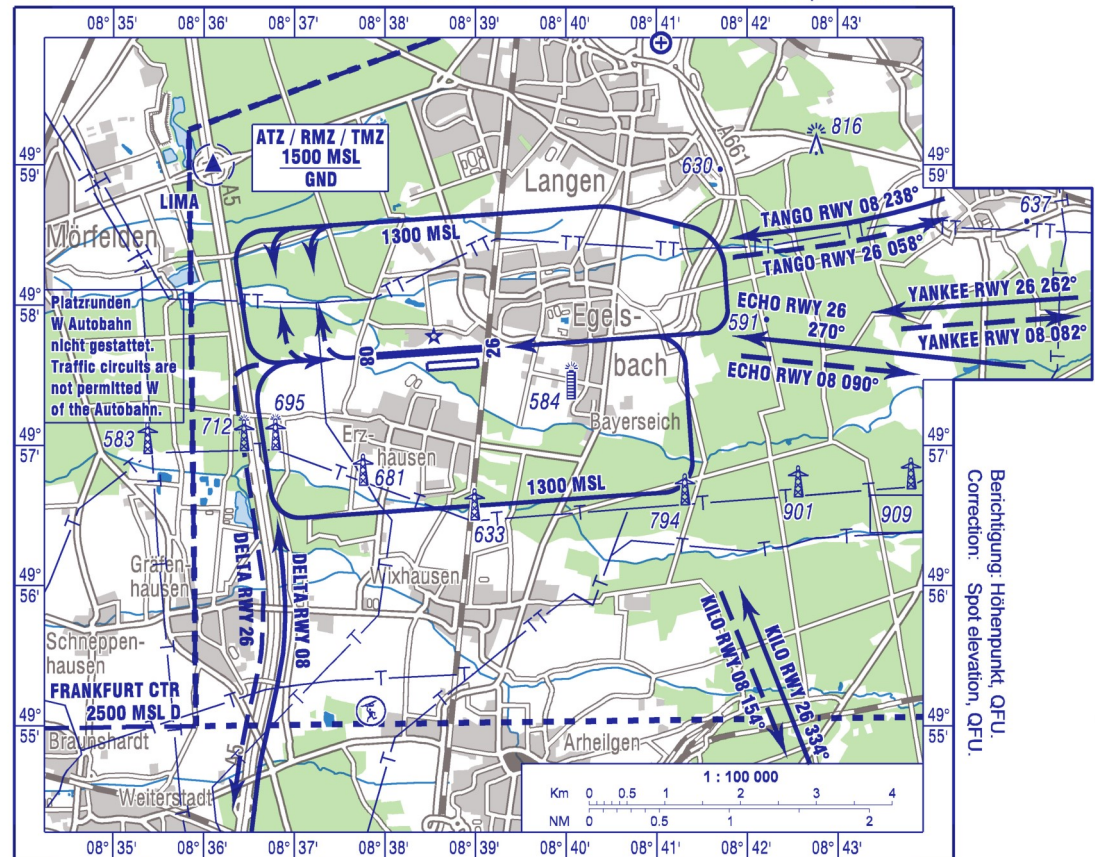 08° 35' 08° 36' 08° 37' 08° 38' 08° 39' 08° 40' 08° 41' 08° 42' 08° 43'
49°
59'
49°
59'
ATZ / RMZ / TMZ
1500 MSL
GND
816
A661
630
Langen
A5
LIMA
Mörfelden
1300 MSL
TANGO RWY 08 238°
TANGO RWY 26 058°
637
49°
58'
49°
58'
Platzrunden
W Autobahn
nicht gestattet.
Traffic circuits are
not permitted W
of the Autobahn.
YANKEE RWY 26 262°
YANKEE RWY 08 082°
ECHO RWY 26
270°
591
ECHO RWY 08 090°
Egels-
bach
08
26
584
Bayerseich
695
712
583
49°
57'
49°
57'
Erz-
hausen
681
1300 MSL
633
794
901
909
Gräfen-
hausen
DELTA RWY 26
DELTA RWY 08
Wixhausen
49°
56'
49°
56'
Schneppen-
hausen
KILO RWY 08 154°
KILO RWY 26 334°
FRANKFURT CTR
2500 MSL D
49°
55'
49°
55'
Braunshardt
Arheilgen
A5
Weiterstadt
1 : 100 000
Km 0 0.5 1 2 3 4
NM 0 0.5 1 2
08° 35' 08° 36' 08° 37' 08° 38' 08° 39' 08° 40' 08° 41' 08° 42' 08° 43'
Berichtigung: Höhenpunkt, QFU.
Correction: Spot elevation, QFU.